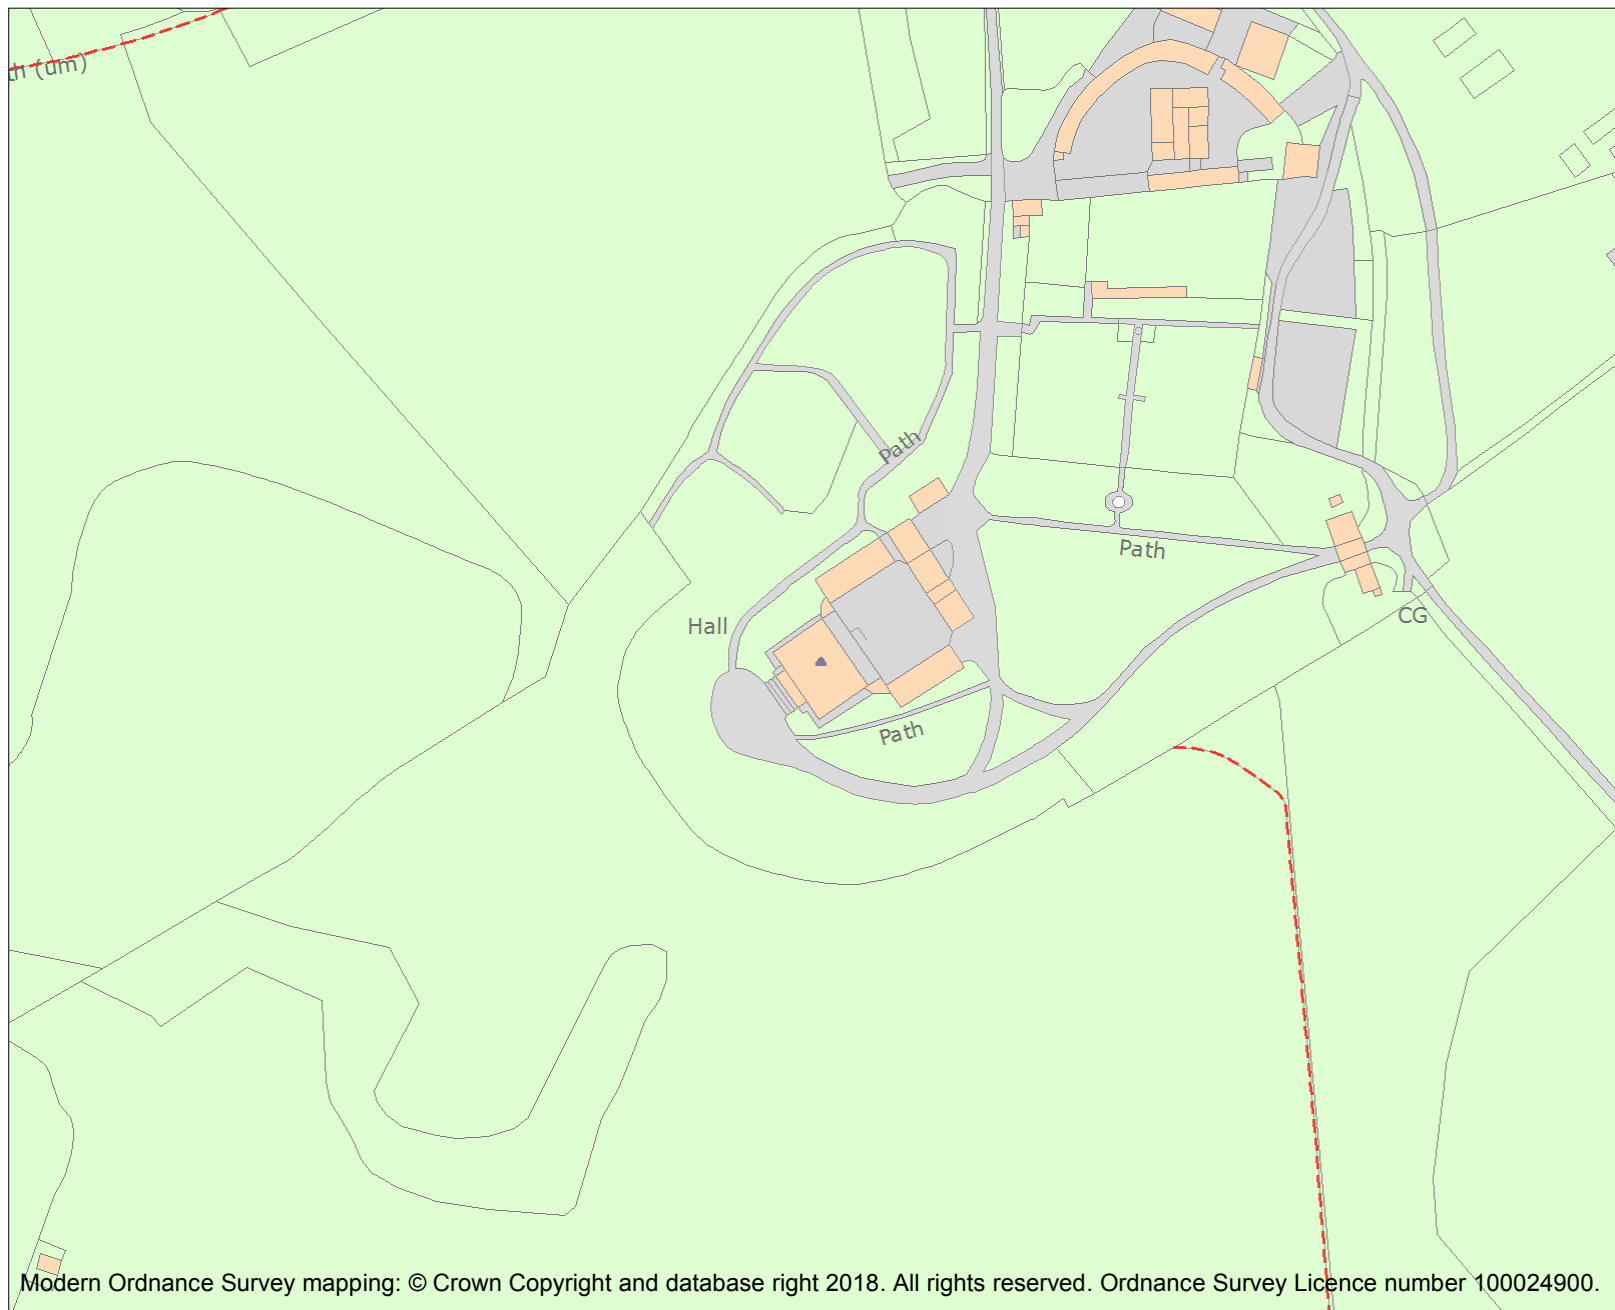 th (um)
Path
Path
CG
Hall
Path
Modern Ordnance Survey mapping: © Crown Copyright and database right 2018. All rights reserved. Ordnance Survey Licence number 100024900.